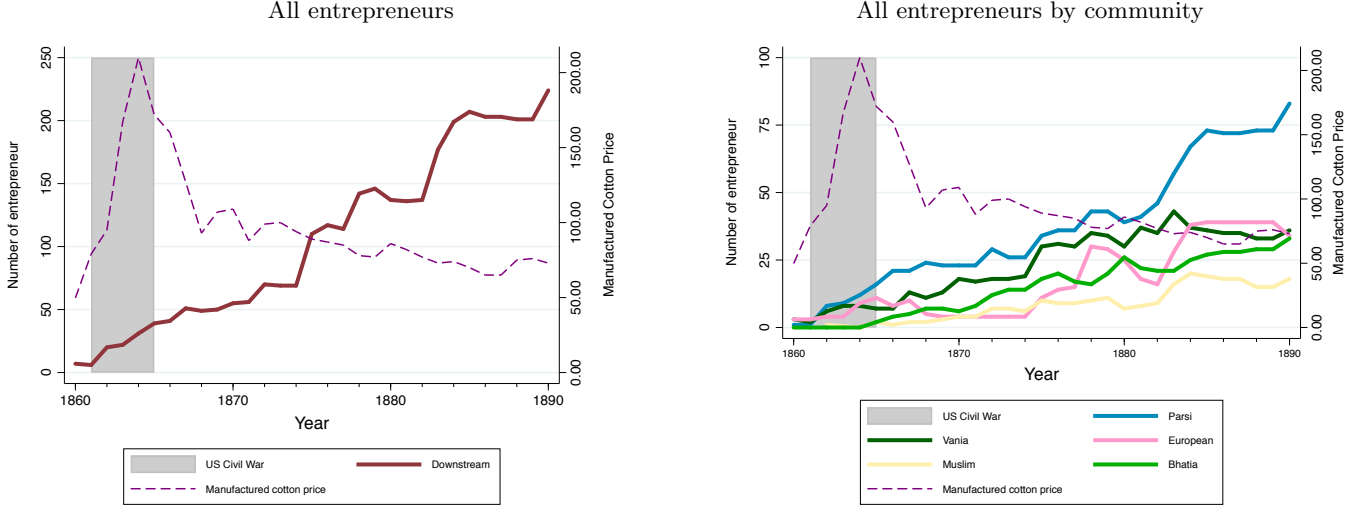 All entrepreneurs
250
200
150
100
50
0
Number of entrepreneur
200.00
150.00
100.00
50.00
0.00
Manufactured Cotton Price
1860
1870
1880
1890
Year
US Civil War
Downstream
Manufactured cotton price
All entrepreneurs by community
100
75
50
25
0
Number of entrepreneur
200.00
150.00
100.00
50.00
0.00
Manufactured Cotton Price
1860
1870
1880
1890
Year
US Civil War
Parsi
Vania
European
Muslim
Bhatia
Manufactured cotton price